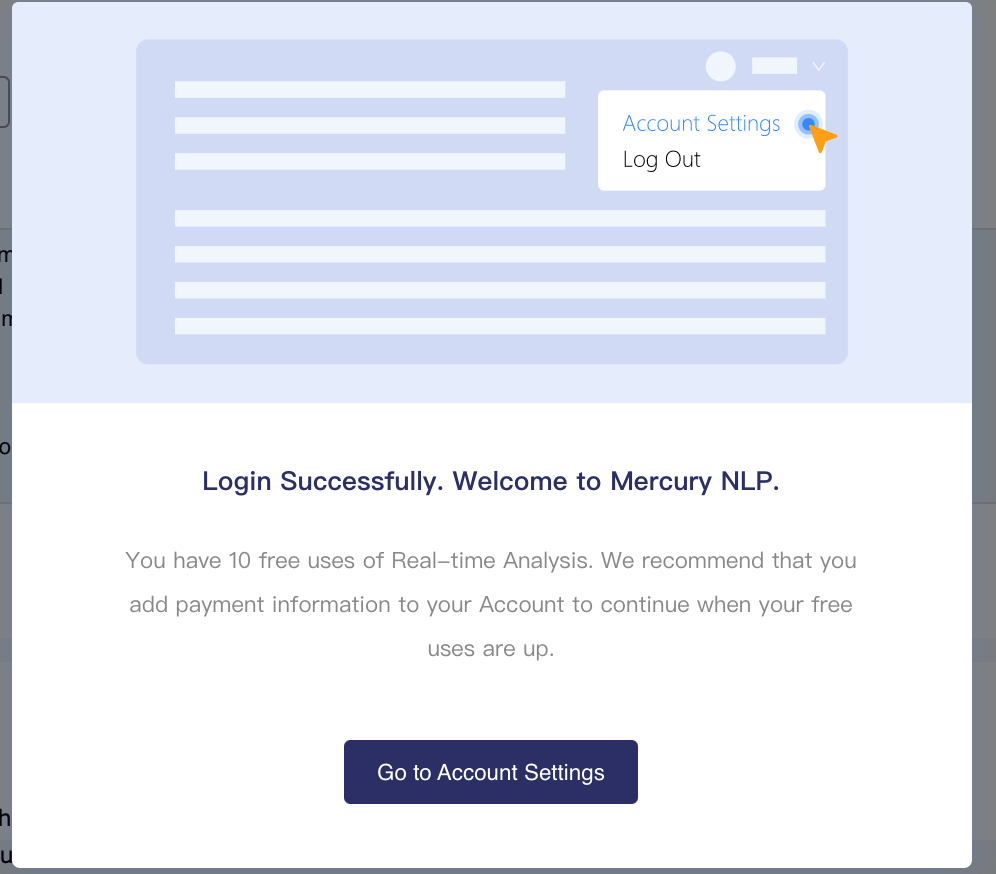 Account Settings
Log Out
Login Successfully. Welcome to Mercury NLP.
You have 10 free uses of Real-time Analysis. We recommend that you
add payment information to your Account to continue when your free
uses are up.
Go to Account Settings